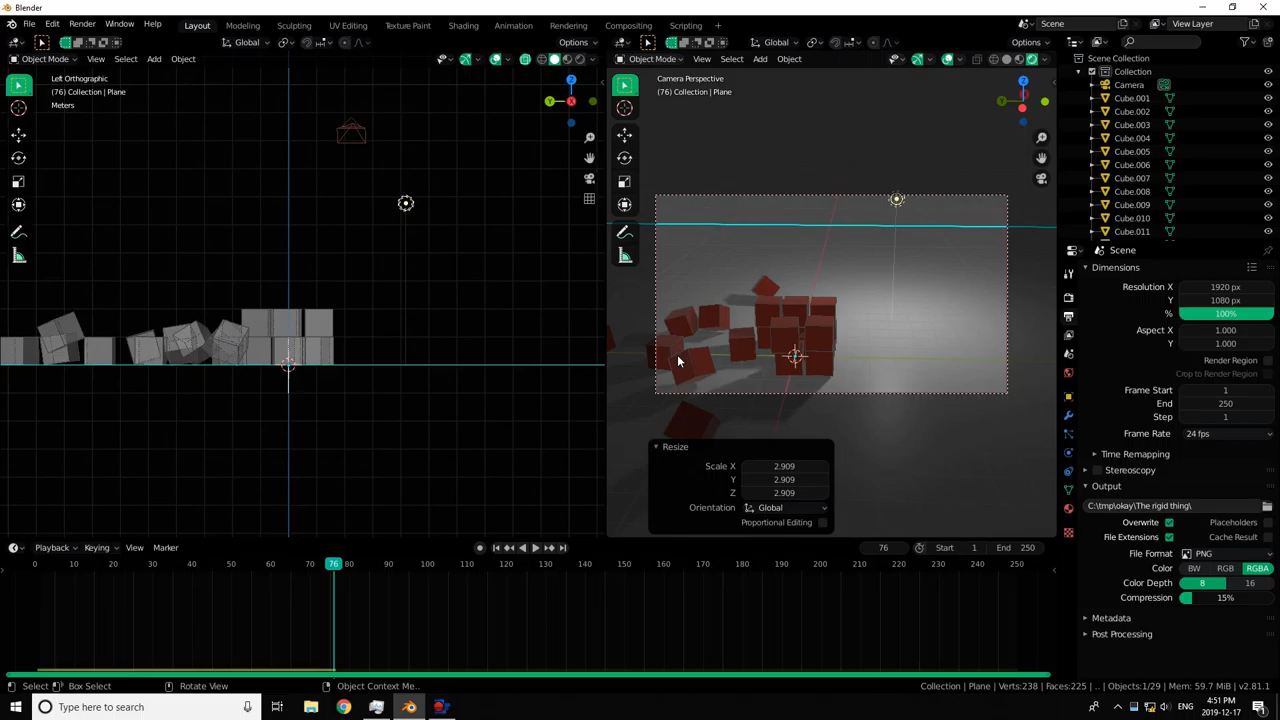 Blender
File Edit Render Window Help Layout Modeling Sculpting UV Editing Texture Paint Shading Animation Rendering Compositing Scripting Scene View Layer
Global Options Global Options
Object Mode View Select Add Object Object Mode View Select Add Object Scene Collection
Left Orthographic
(76) Collection | Plane
Meters
Camera Perspective
(76) Collection | Plane
Collection
Camera
Cube.001
Cube.002
Cube.003
Cube.004
Cube.005
Cube.006
Cube.007
Cube.008
Cube.009
Cube.010
Cube.011
Scene
Dimensions
Resolution X 1920 px
Y 1080 px
% 100%
Aspect X 1.000
Y 1.000
Render Region
Crop to Render Region
Frame Start 1
End 250
Step 1
Frame Rate 24 fps
Time Remapping
Stereoscopy
Output
C:\tmp\okay\The rigid thing\
Overwrite Placeholders
File Extensions Cache Result
File Format PNG
Color BW RGB RGBA
Color Depth 8 16
Compression 15%
Metadata
Post Processing
Resize
Scale X 2.909
Y 2.909
Z 2.909
Orientation Global
Proportional Editing
Playback Keying View Marker 76 Start 1 End 250
0 10 20 30 40 50 60 70 76 80 90 100 110 120 130 140 150 160 170 180 190 200 210 220 230 240 250
Select Box Select Rotate View Object Context Me.. Collection | Plane | Verts:238 | Faces:225 | .. | Objects:1/29 | Mem: 59.7 MiB | v2.81.1
Type here to search ENG 4:51 PM
2019-12-17